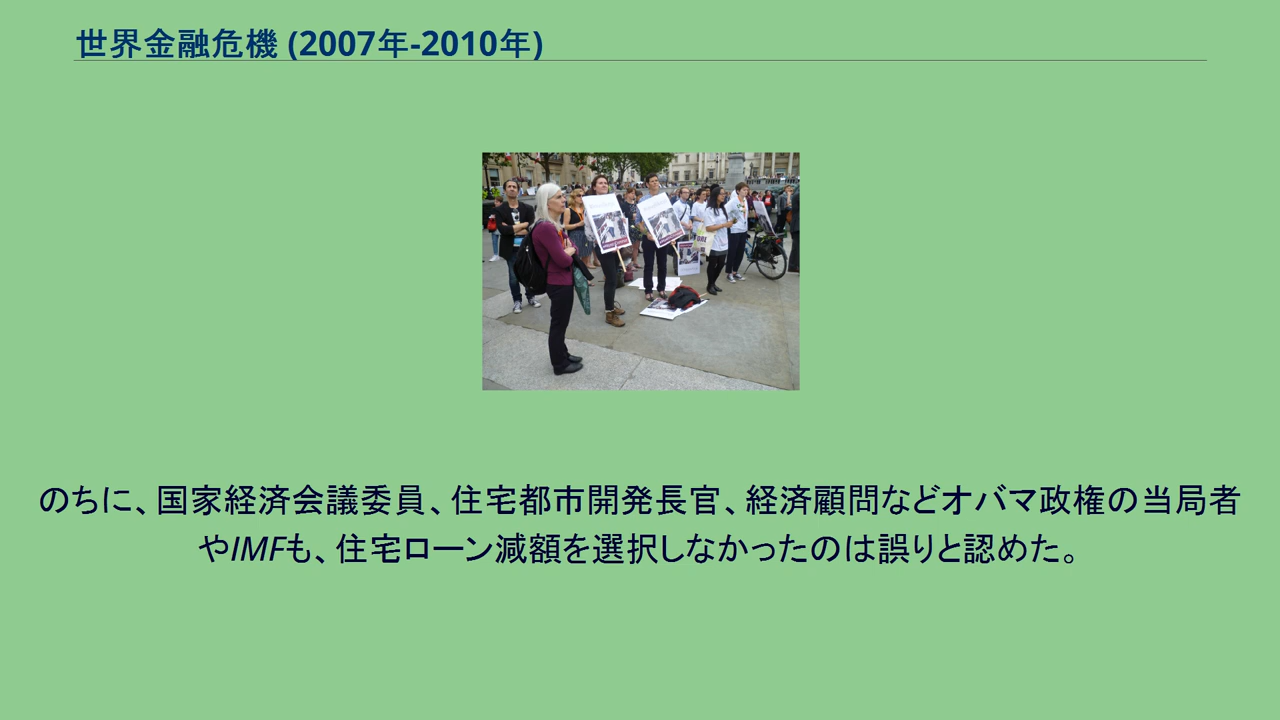 世界金融危機 (2007年-2010年)
のちに、国家経済会議委員、住宅都市開発長官、経済顧問などオバマ政権の当局者
やIMFも、住宅ローン減額を選択しなかったのは誤りと認めた。